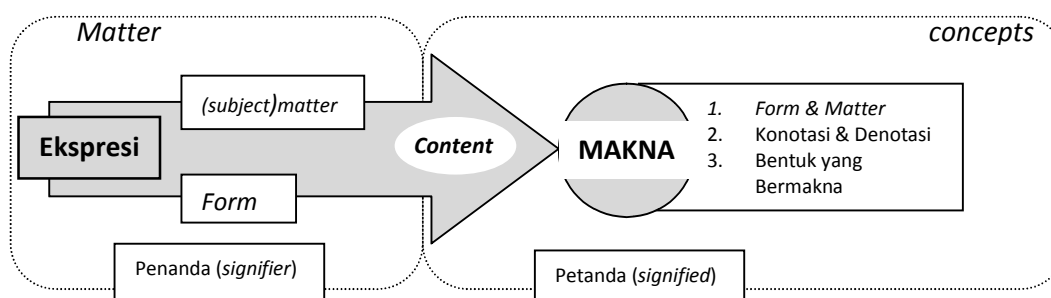 Matter
concepts
(subject)matter
Ekspresi
Content
MAKNA
1. Form & Matter
2. Konotasi & Denotasi
3. Bentuk yang
Bermakna
Form
Penanda (signifier)
Petanda (signified)